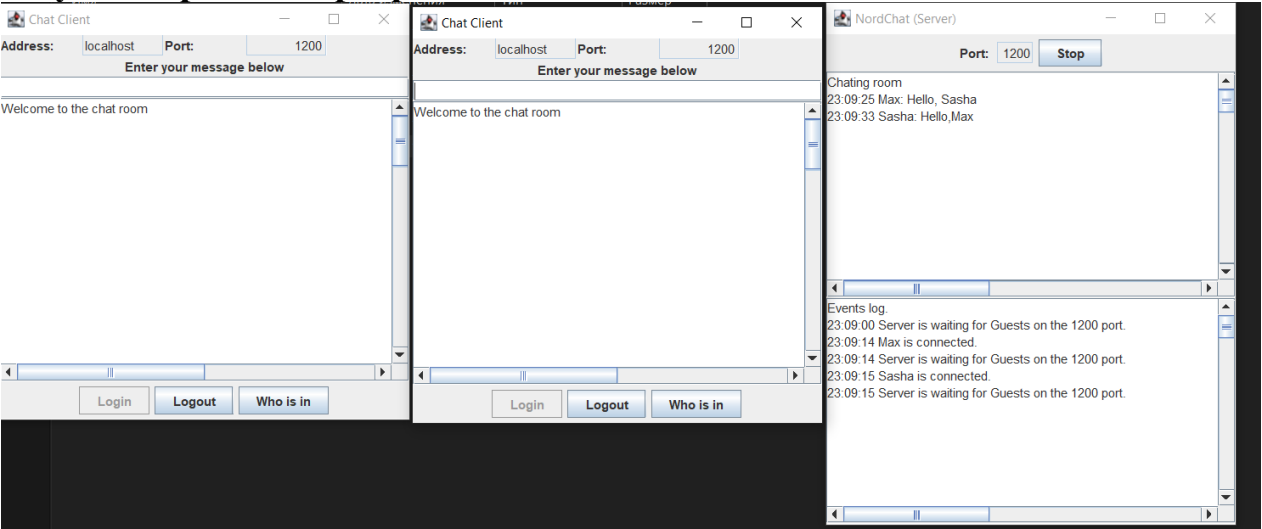 Chat Client
Address: localhost Port: 1200
Enter your message below
Welcome to the chat room
Login Logout Who is in
Chat Client
Address: localhost Port: 1200
Enter your message below
Welcome to the chat room
Login Logout Who is in
NordChat (Server)
Port: 1200 Stop
Chating room
23:09:25 Max: Hello, Sasha
23:09:33 Sasha: Hello,Max
Events log.
23:09:00 Server is waiting for Guests on the 1200 port.
23:09:14 Max is connected.
23:09:14 Server is waiting for Guests on the 1200 port.
23:09:15 Sasha is connected.
23:09:15 Server is waiting for Guests on the 1200 port.